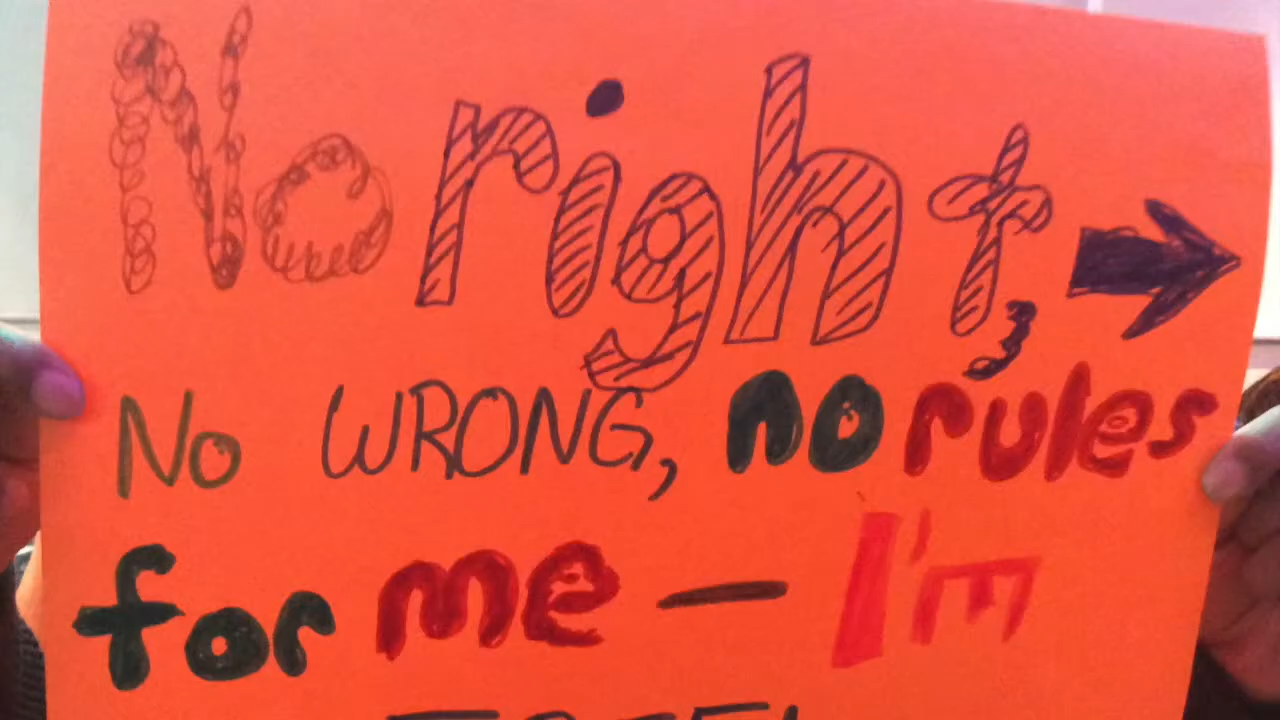 No right, →
No WRONG, no rules
for me — I'm